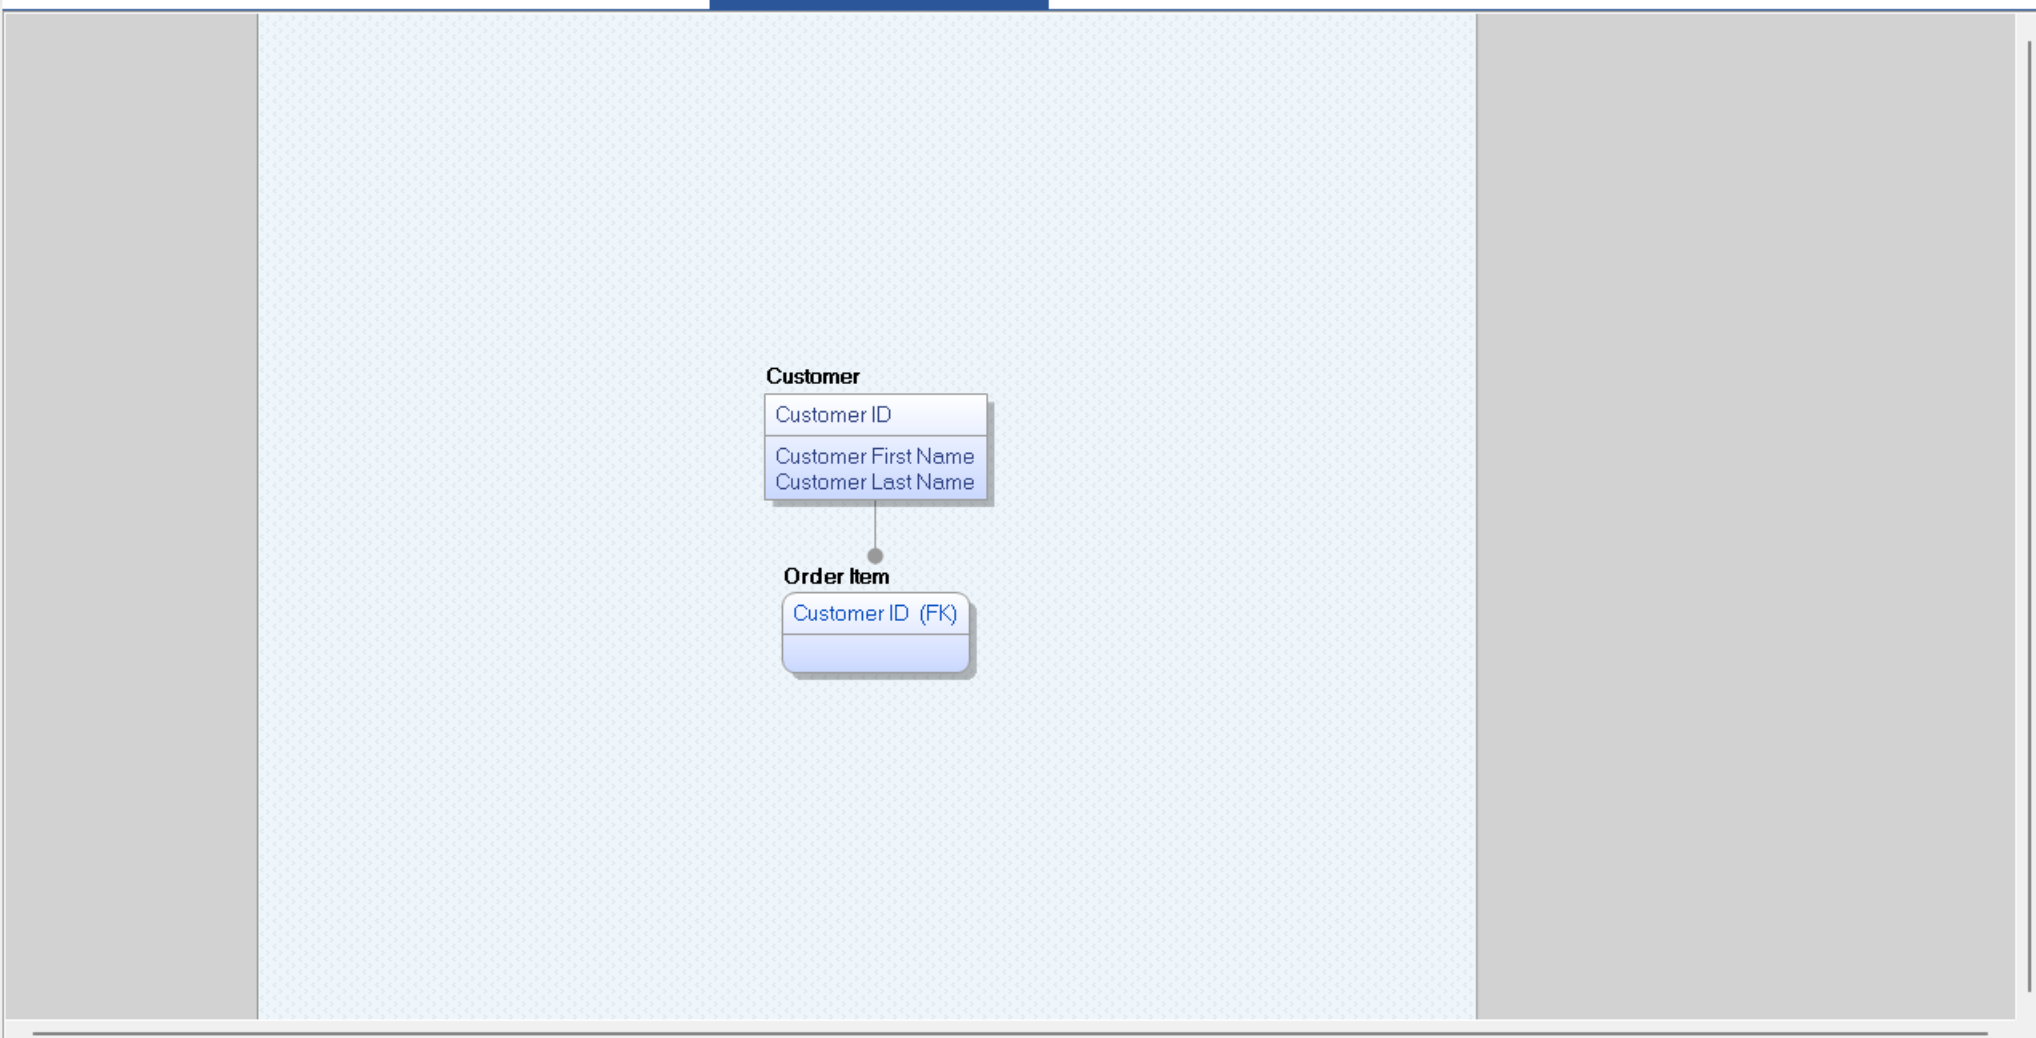 Customer
Customer ID
Customer First Name
Customer Last Name
Order Item
Customer ID (FK)